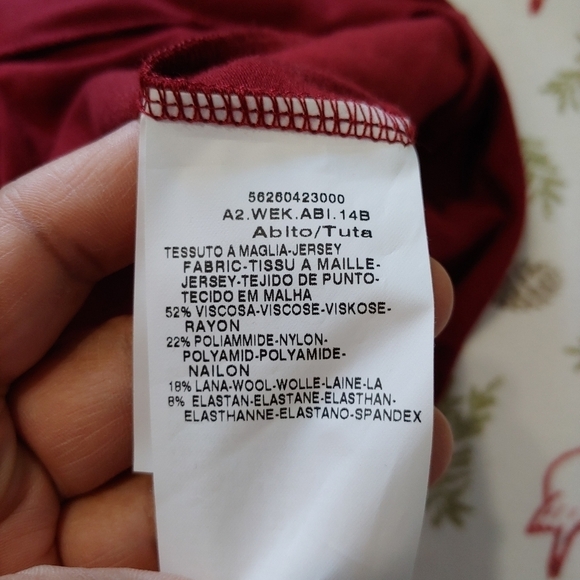 56260423000
A2.WEK.ABI.14B
Abito/Tuta
TESSUTO A MAGLIA-JERSEY
FABRIC-TISSU A MAILLE-
JERSEY-TEJIDO DE PUNTO-
TECIDO EM MALHA
52% VISCOSA-VISCOSE-VISKOSE-
RAYON
22% POLIAMMIDE-NYLON-
POLYAMID-POLYAMIDE-
NAILON
18% LANA-WOOL-WOLLE-LAINE-LA
8% ELASTAN-ELASTANE-ELASTHAN-
ELASTHANNE-ELASTANO-SPANDEX